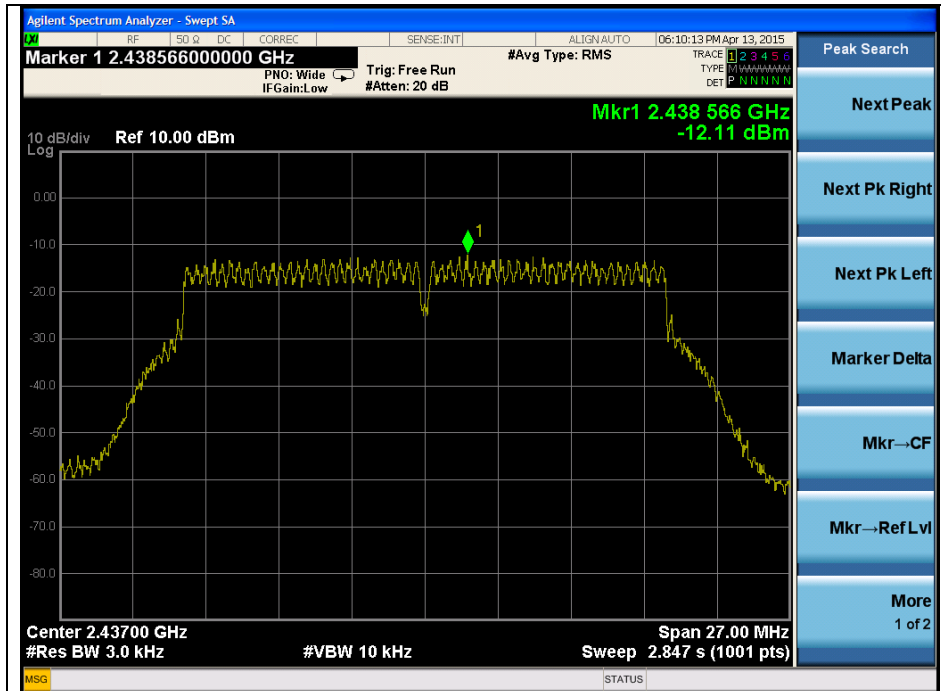 Agilent Spectrum Analyzer - Swept SA
LXI RF 50 Ω DC CORREC SENSE:INT ALIGN AUTO 06:10:13 PM Apr 13, 2015
Marker 1 2.438566000000 GHz
PNO: Wide
IFGain:Low
Trig: Free Run
#Atten: 20 dB
#Avg Type: RMS
TRACE 1 2 3 4 5 6
TYPE M WWWWW
DET P N N N N N
Peak Search
Mkr1 2.438 566 GHz
-12.11 dBm
10 dB/div Ref 10.00 dBm
Log
0.00
-10.0
-20.0
-30.0
-40.0
-50.0
-60.0
-70.0
-80.0
1
Center 2.43700 GHz
Span 27.00 MHz
#Res BW 3.0 kHz
#VBW 10 kHz
Sweep 2.847 s (1001 pts)
MSG
STATUS
Next Peak
Next Pk Right
Next Pk Left
Marker Delta
Mkr→CF
Mkr→Ref Lvl
More
1 of 2